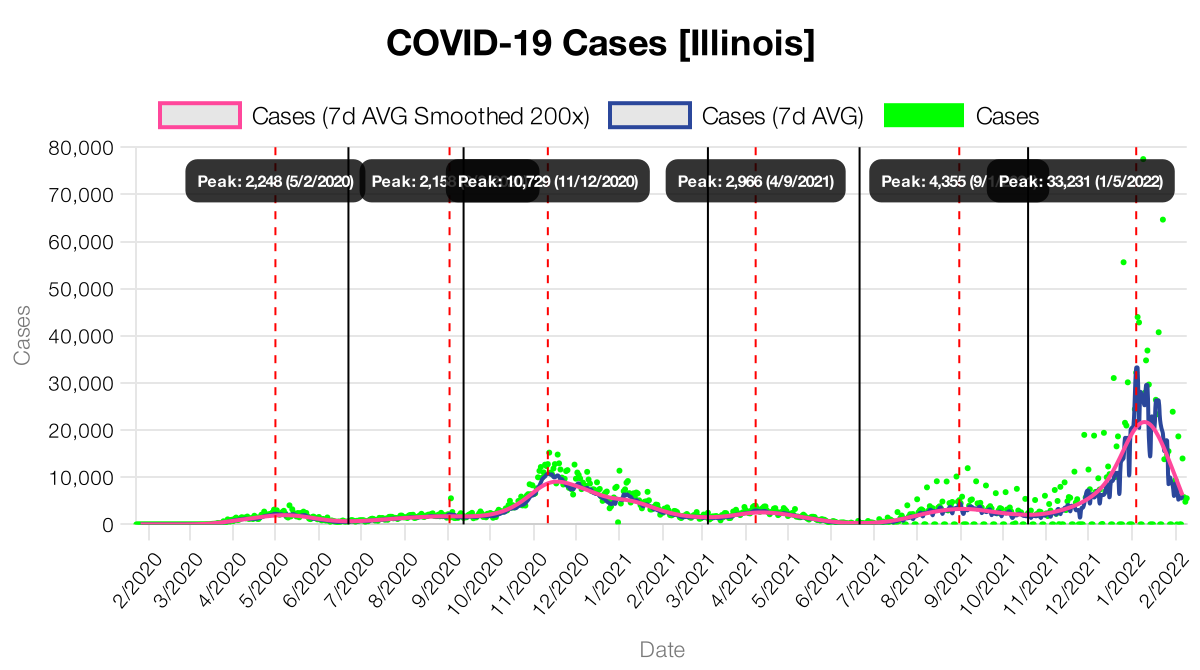 COVID-19 Cases [Illinois]
Cases (7d AVG Smoothed 200x)
Cases (7d AVG)
Cases
80,000
70,000
60,000
50,000
40,000
30,000
20,000
10,000
0
Cases
Peak: 2,248 (5/2/2020)
Peak: 2,15
Peak: 10,729 (11/12/2020)
Peak: 2,966 (4/9/2021)
Peak: 4,355 (9/
Peak: 33,231 (1/5/2022)
2/2020
3/2020
4/2020
5/2020
6/2020
7/2020
8/2020
9/2020
10/2020
11/2020
12/2020
1/2021
2/2021
3/2021
4/2021
5/2021
6/2021
7/2021
8/2021
9/2021
10/2021
11/2021
12/2021
1/2022
2/2022
Date